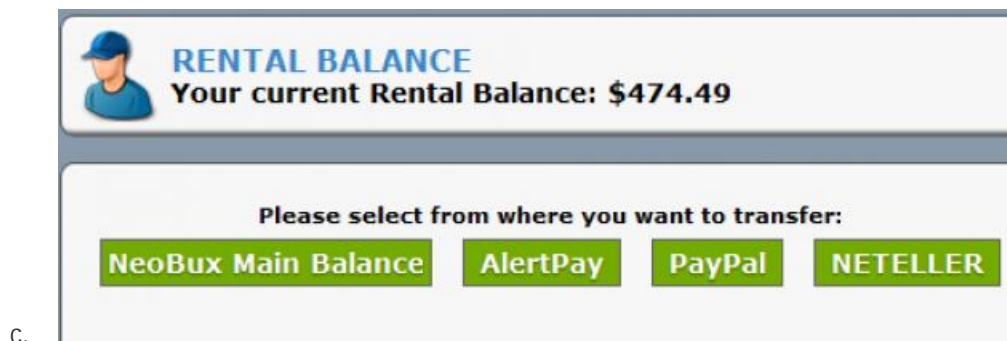 RENTAL BALANCE
Your current Rental Balance: $474.49
Please select from where you want to transfer:
NeoBux Main Balance AlertPay PayPal NETELLER
c.